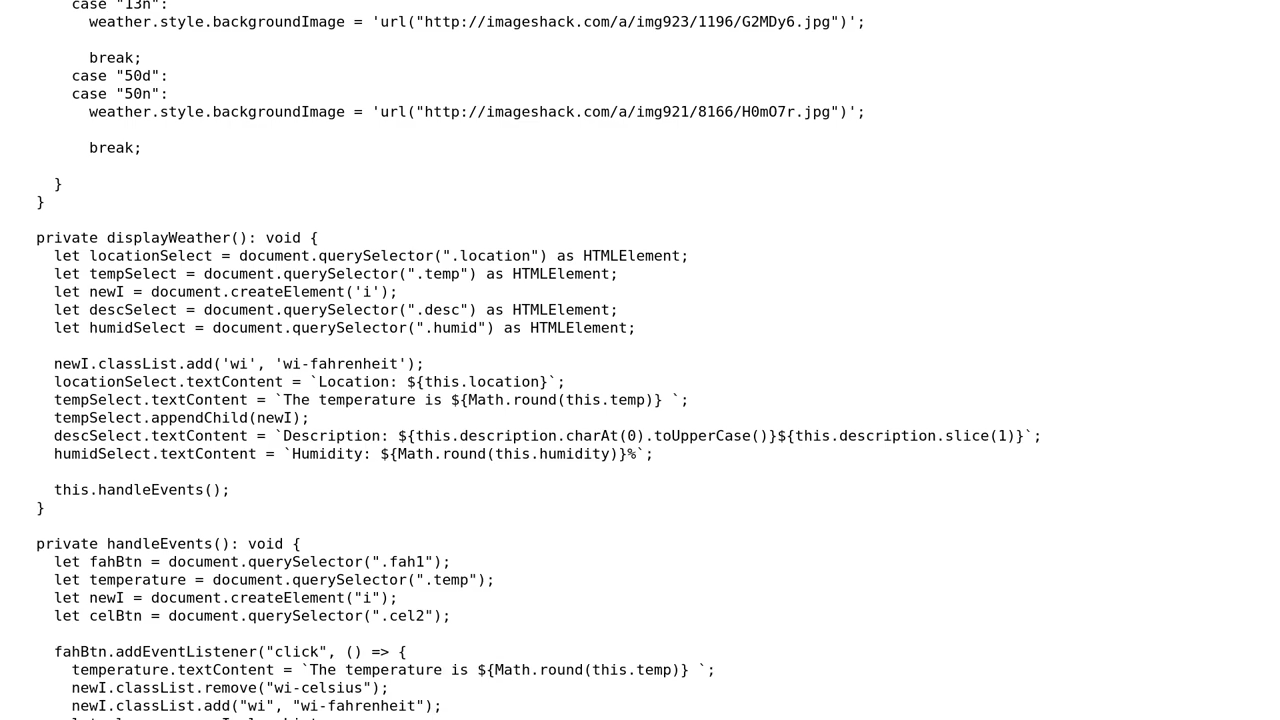 case "13n":
weather.style.backgroundImage = 'url("http://imageshack.com/a/img923/1196/G2MDy6.jpg")';
break;
case "50d":
case "50n":
weather.style.backgroundImage = 'url("http://imageshack.com/a/img921/8166/H0mO7r.jpg")';
break;
}
}
private displayWeather(): void {
let locationSelect = document.querySelector(".location") as HTMLElement;
let tempSelect = document.querySelector(".temp") as HTMLElement;
let newI = document.createElement('i');
let descSelect = document.querySelector(".desc") as HTMLElement;
let humidSelect = document.querySelector(".humid") as HTMLElement;
newI.classList.add('wi', 'wi-fahrenheit');
locationSelect.textContent = `Location: ${this.location}`;
tempSelect.textContent = `The temperature is ${Math.round(this.temp)} `;
tempSelect.appendChild(newI);
descSelect.textContent = `Description: ${this.description.charAt(0).toUpperCase()}${this.description.slice(1)}`;
humidSelect.textContent = `Humidity: ${Math.round(this.humidity)}%`;
this.handleEvents();
}
private handleEvents(): void {
let fahBtn = document.querySelector(".fah1");
let temperature = document.querySelector(".temp");
let newI = document.createElement("i");
let celBtn = document.querySelector(".cel2");
fahBtn.addEventListener("click", () => {
temperature.textContent = `The temperature is ${Math.round(this.temp)} `;
newI.classList.remove("wi-celsius");
newI.classList.add("wi", "wi-fahrenheit");